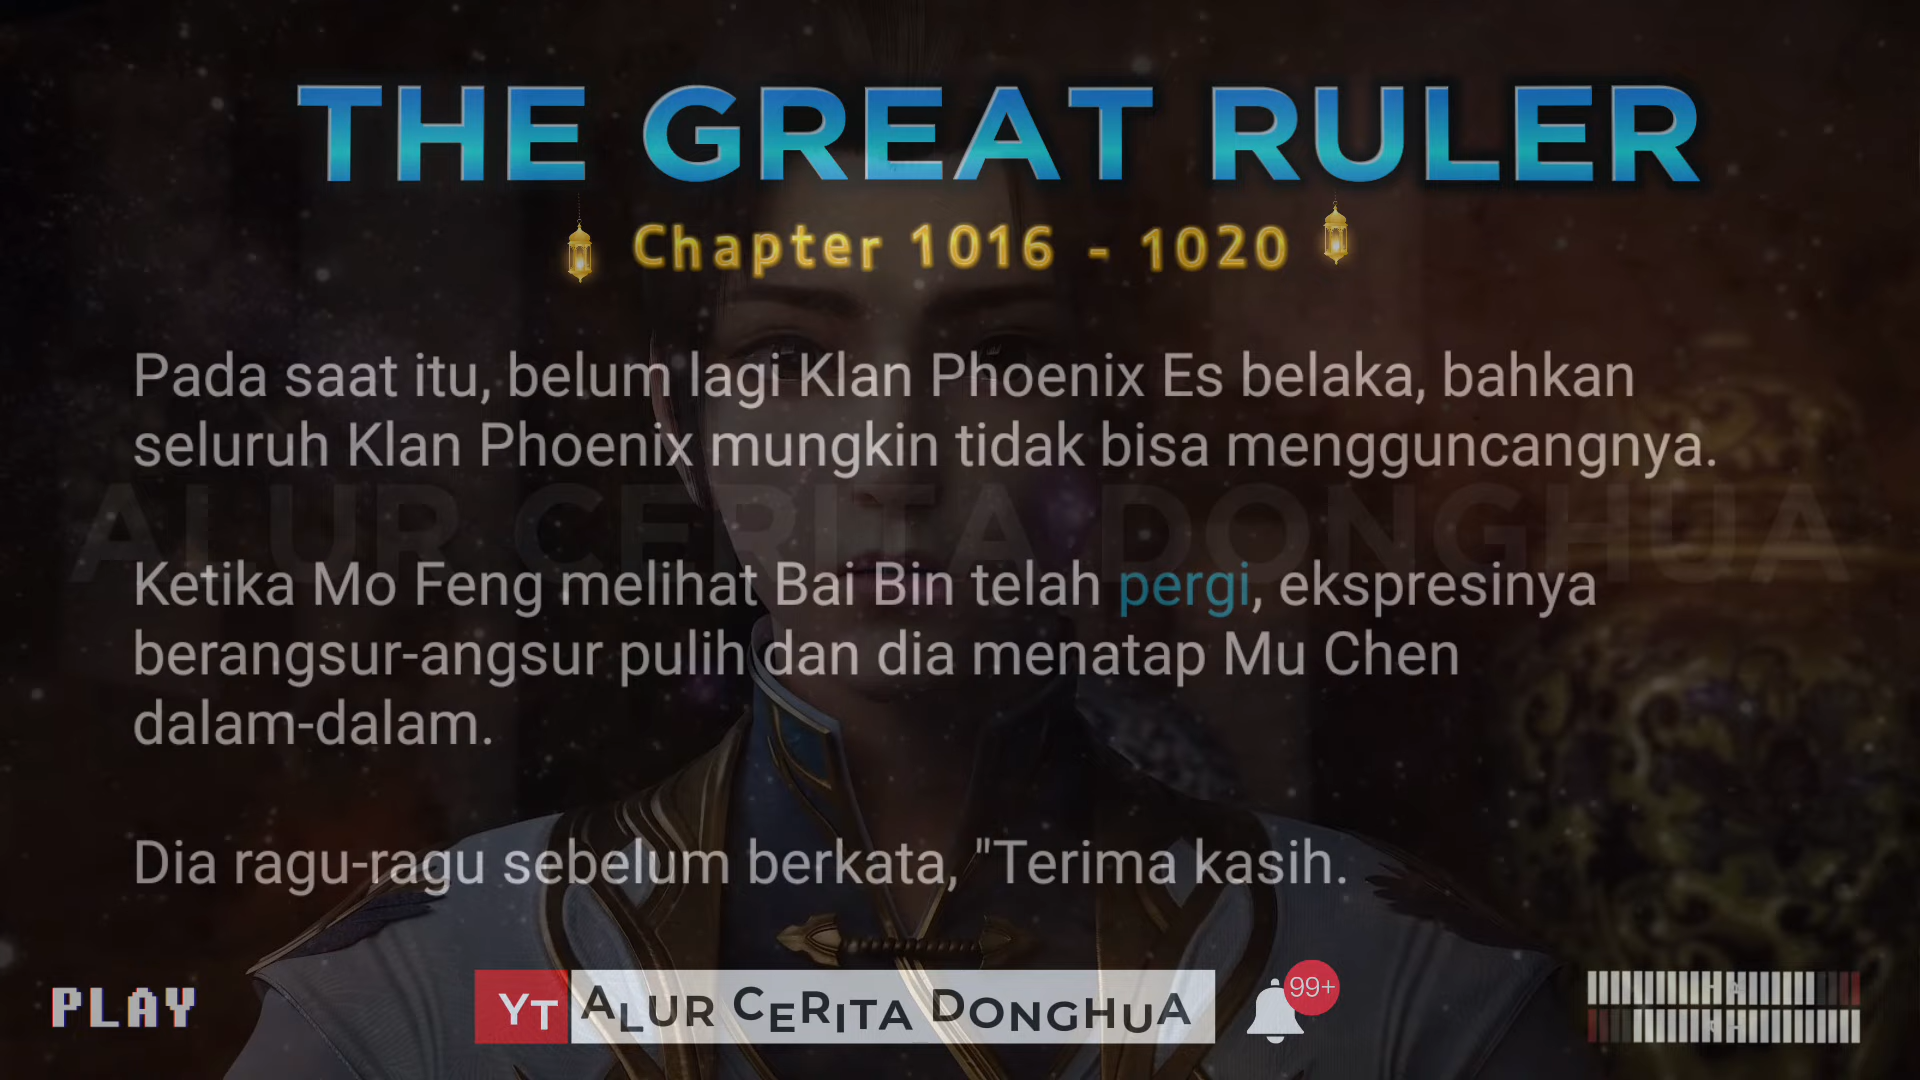 THE GREAT RULER
Chapter 1016 - 1020
Pada saat itu, belum lagi Klan Phoenix Es belaka, bahkan
seluruh Klan Phoenix mungkin tidak bisa mengguncangnya.
ALUR CERITA DONGHUA
Ketika Mo Feng melihat Bai Bin telah pergi, ekspresinya
berangsur-angsur pulih dan dia menatap Mu Chen
dalam-dalam.
Dia ragu-ragu sebelum berkata, "Terima kasih.
PLAY
YT ALUR CERITA DONGHUA
99+